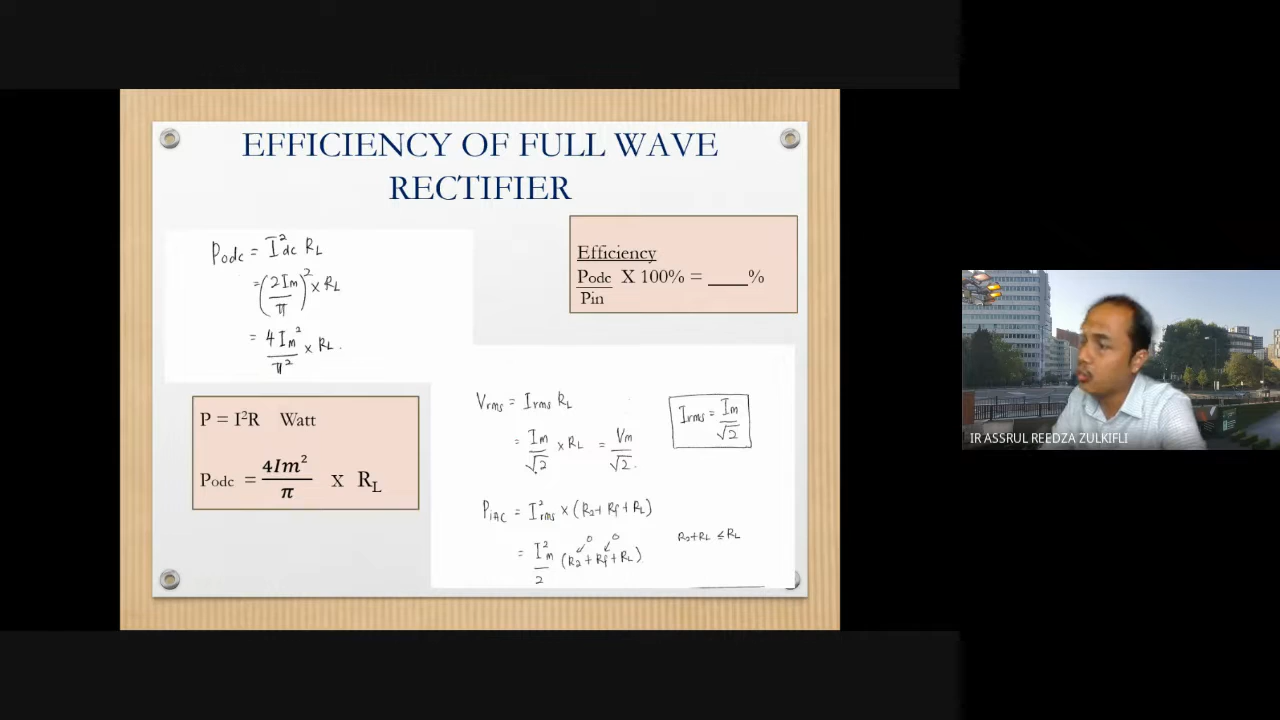 EFFICIENCY OF FULL WAVE
RECTIFIER
Podc = I²dc RL
= (2Im/π)² x RL
= 4Im²/π² x RL.
Efficiency
Podc/Pin X 100% = ____%
P = I²R Watt
Podc = 4Im²/π x RL
Vrms = Irms RL
= Im/√2 x RL = Vm/√2.
Irms = Im/√2
PiAC = I²rms x (R2 + Rf + RL)
0 0
= I²m/2 (R2 + Rf + RL)
R2+RL ≤ RL
IR ASSRUL REEDZA ZULKIFLI